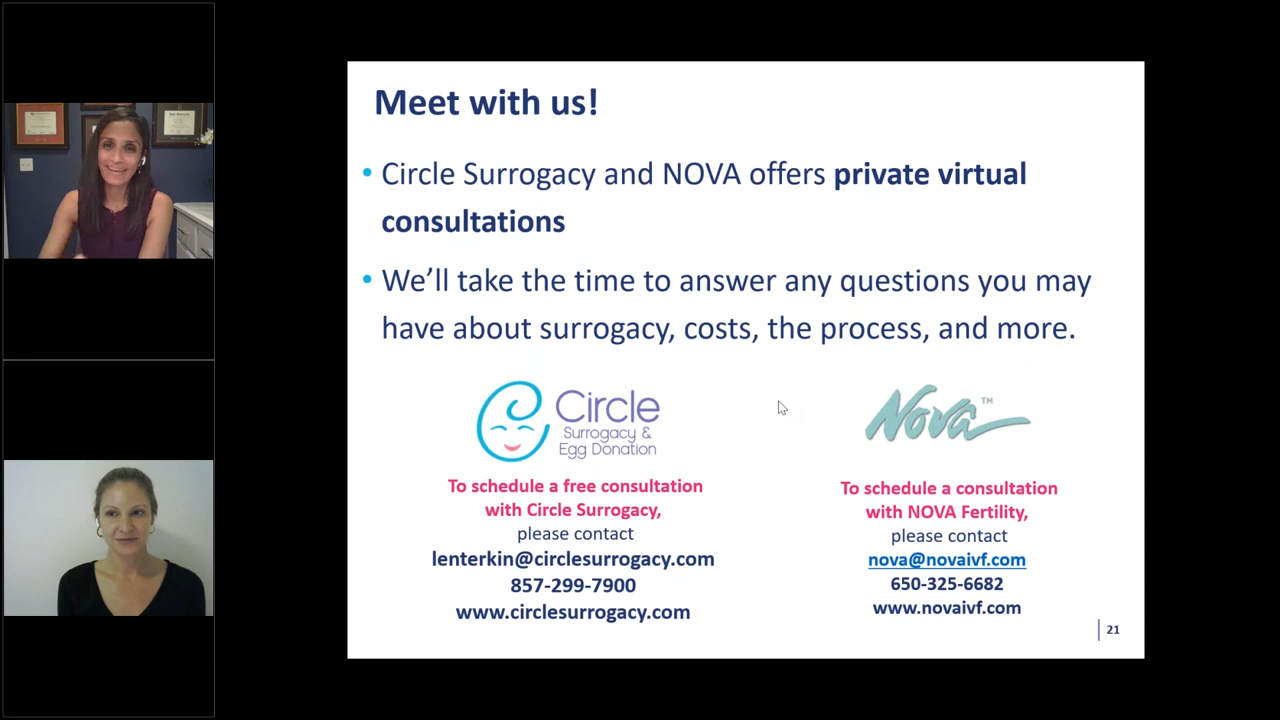 Meet with us!
• Circle Surrogacy and NOVA offers private virtual
consultations
• We’ll take the time to answer any questions you may
have about surrogacy, costs, the process, and more.
Circle
Surrogacy &
Egg Donation
To schedule a free consultation
with Circle Surrogacy,
please contact
lenterkin@circlesurrogacy.com
857-299-7900
www.circlesurrogacy.com
Nova™
To schedule a consultation
with NOVA Fertility,
please contact
nova@novaivf.com
650-325-6682
www.novaivf.com
21